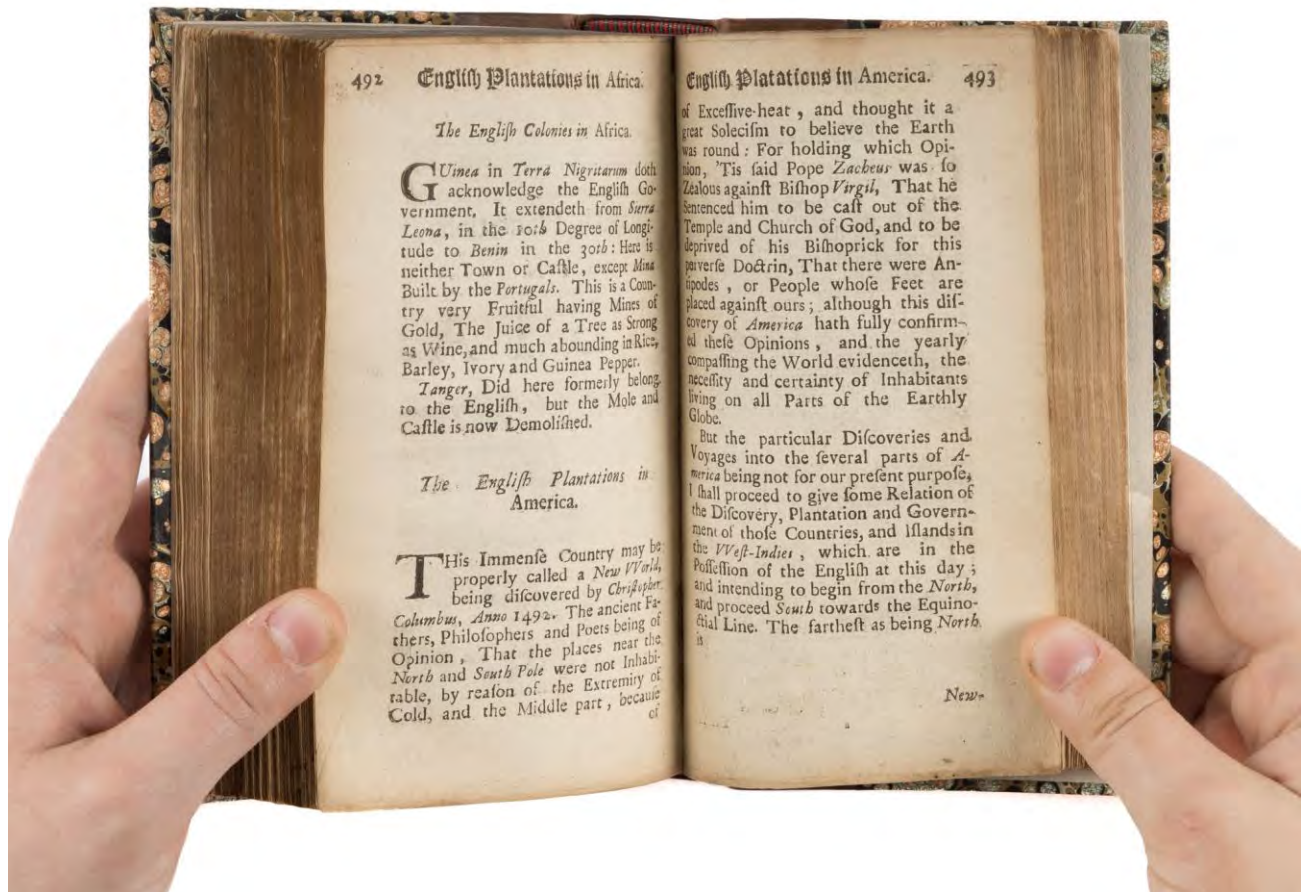 492 Engliſh Plantations in Africa.
The Engliſh Colonies in Africa.
GUinea in Terra Nigritarum doth
acknowledge the Engliſh Go-
vernment, It extendeth from Sierra
Leona, in the 10th Degree of Longi-
tude to Benin in the 30th: Here is
neither Town or Caſtle, except Mina
Built by the Portugals. This is a Coun-
try very Fruitful having Mines of
Gold, The Juice of a Tree as Strong
as Wine, and much abounding in Rice,
Barley, Ivory and Guinea Pepper.
Tanger, Did here formerly belong
to the Engliſh, but the Mole and
Caſtle is now Demoliſhed.
The Engliſh Plantations in
America.
THis Immenſe Country may be
properly called a New VVorld,
being diſcovered by Chriſtopher
Columbus, Anno 1492. The ancient Fa-
thers, Philoſophers and Poets being of
Opinion, That the places near the
North and South Pole were not Inhabi-
table, by reaſon of the Extremiry of
Cold, and the Middle part, becauſe
of
Engliſh Platations in America. 493
of Exceſſive-heat, and thought it a
great Soleciſm to believe the Earth
was round: For holding which Opi-
nion, 'Tis ſaid Pope Zacheus was ſo
Zealous againſt Biſhop Virgil, That he
Sentenced him to be caſt out of the
Temple and Church of God, and to be
deprived of his Biſhoprick for this
perverſe Doctrin, That there were An-
tipodes, or People whoſe Feet are
placed againſt ours; although this diſ-
covery of America hath fully confirm-
ed theſe Opinions, and the yearly
compaſſing the World evidenceth, the
neceſſity and certainty of Inhabitants
living on all Parts of the Earthly
Globe.
But the particular Diſcoveries and
Voyages into the ſeveral parts of A-
merica being not for our preſent purpoſe,
I ſhall proceed to give ſome Relation of
the Diſcovery, Plantation and Govern-
ment of thoſe Countries, and Iſlands in
the VVeſt-Indies, which are in the
Poſſeſſion of the Engliſh at this day;
and intending to begin from the North,
and proceed South towards the Equino-
ctial Line. The fartheſt as being North
is
New-